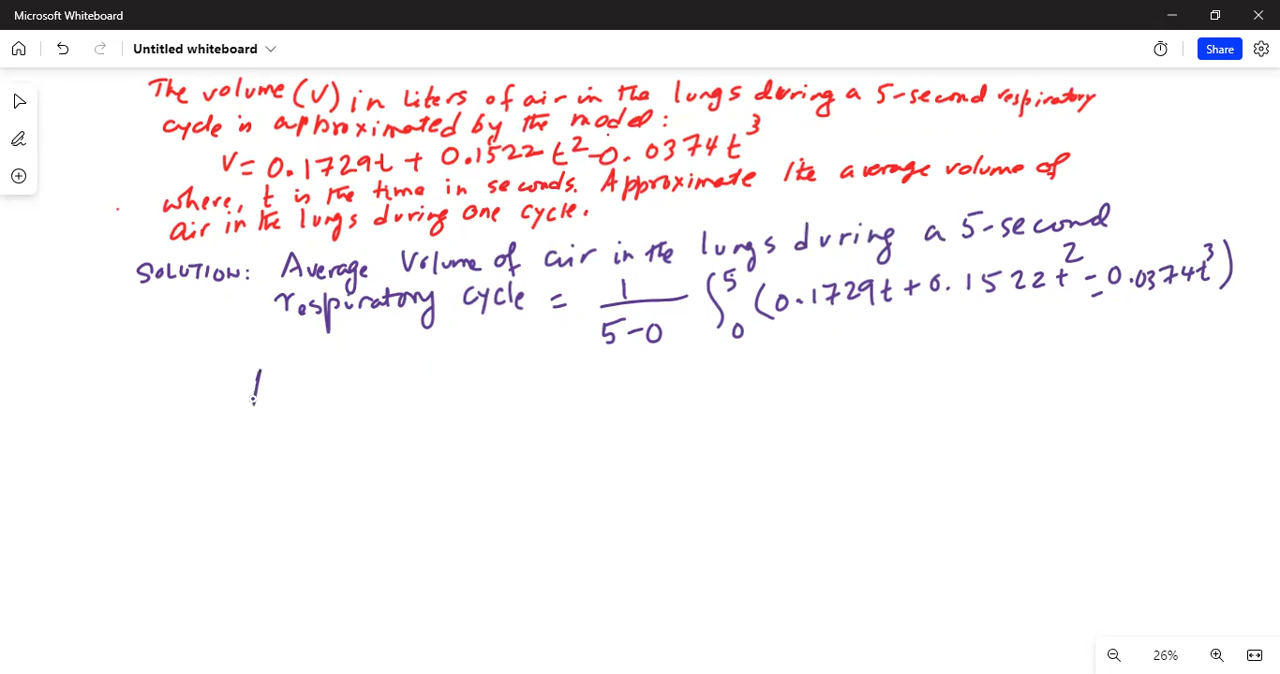 Microsoft Whiteboard
Untitled whiteboard
Share
The volume (V) in liters of air in the lungs during a 5-second respiratory
cycle is approximated by the model:
V = 0.1729t + 0.1522t² - 0.0374t³
where, t is the time in seconds. Approximate the average volume of
air in the lungs during one cycle.
SOLUTION: Average Volume of air in the lungs during a 5-second
respiratory cycle = 1/(5-0) ∫₀⁵ (0.1729t + 0.1522t² - 0.0374t³)
26%